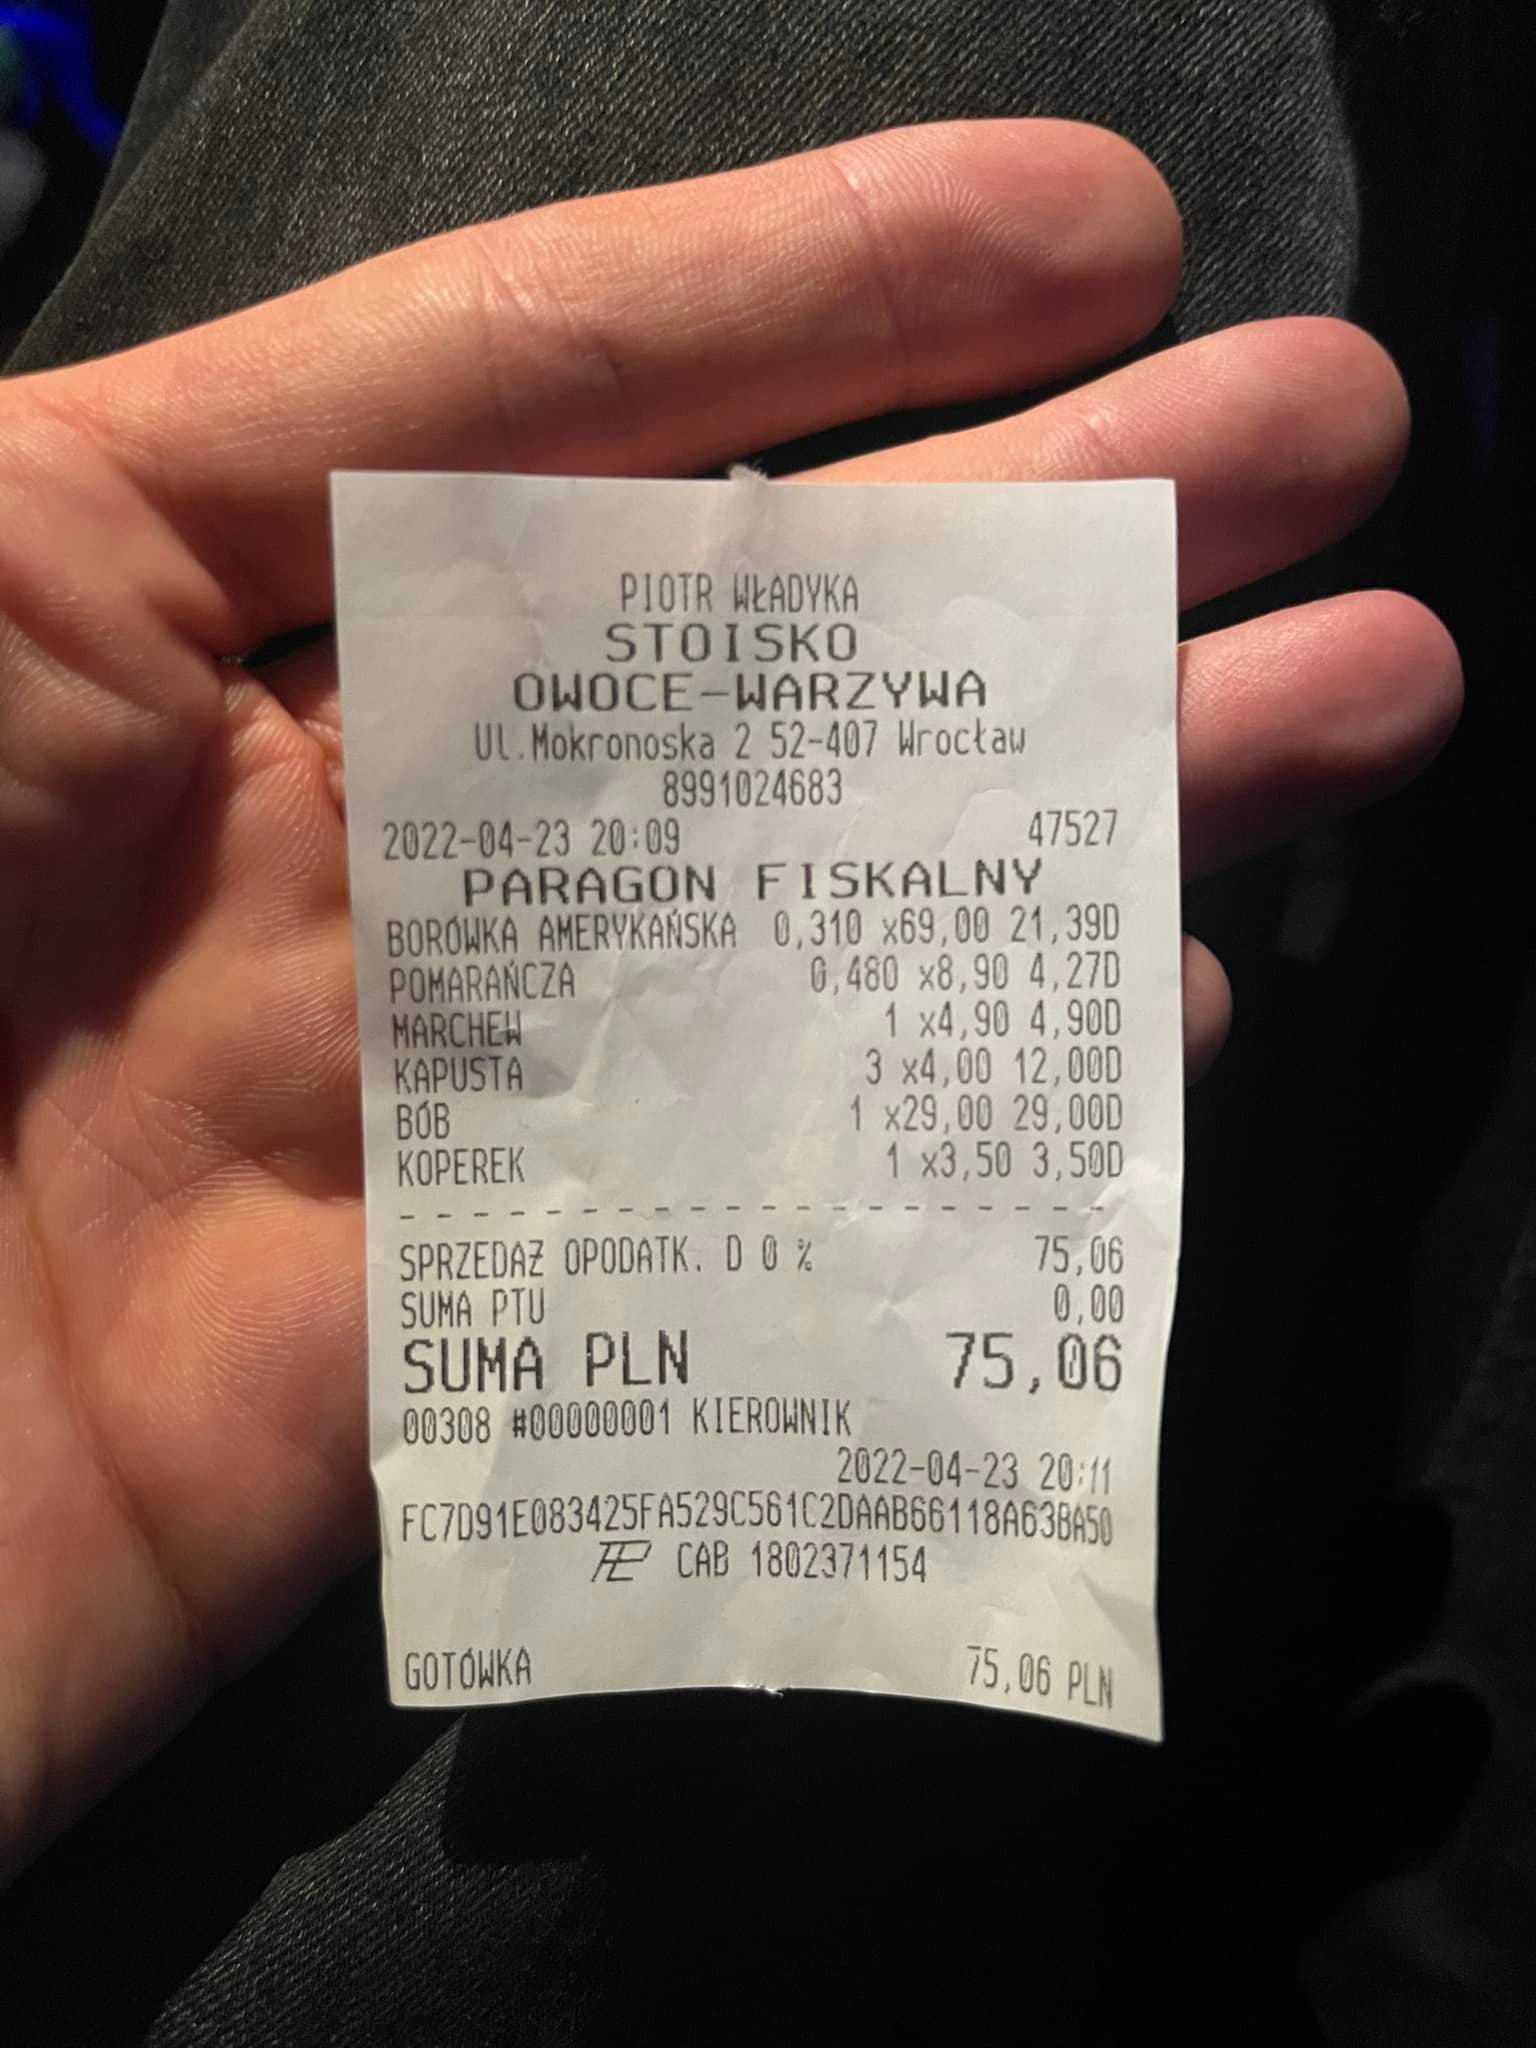 PIOTR WŁADYKA
STOISKO
OWOCE-WARZYWA
Ul.Mokronoska 2 52-407 Wrocław
8991024683
2022-04-23 20:09 47527
PARAGON FISKALNY
BORÓWKA AMERYKAŃSKA 0,310 x69,00 21,39D
POMARAŃCZA 0,480 x8,90 4,27D
MARCHEW 1 x4,90 4,90D
KAPUSTA 3 x4,00 12,00D
BÓB 1 x29,00 29,00D
KOPEREK 1 x3,50 3,50D
- - - - - - - - - - - - - - - - - - - -
SPRZEDAŻ OPODATK. D 0 % 75,06
SUMA PTU 0,00
SUMA PLN 75,06
00308 #00000001 KIEROWNIK
2022-04-23 20:11
FC7D91E083425FA529C561C2DAAB66118A63BA50
CAB 1802371154
GOTÓWKA 75,06 PLN